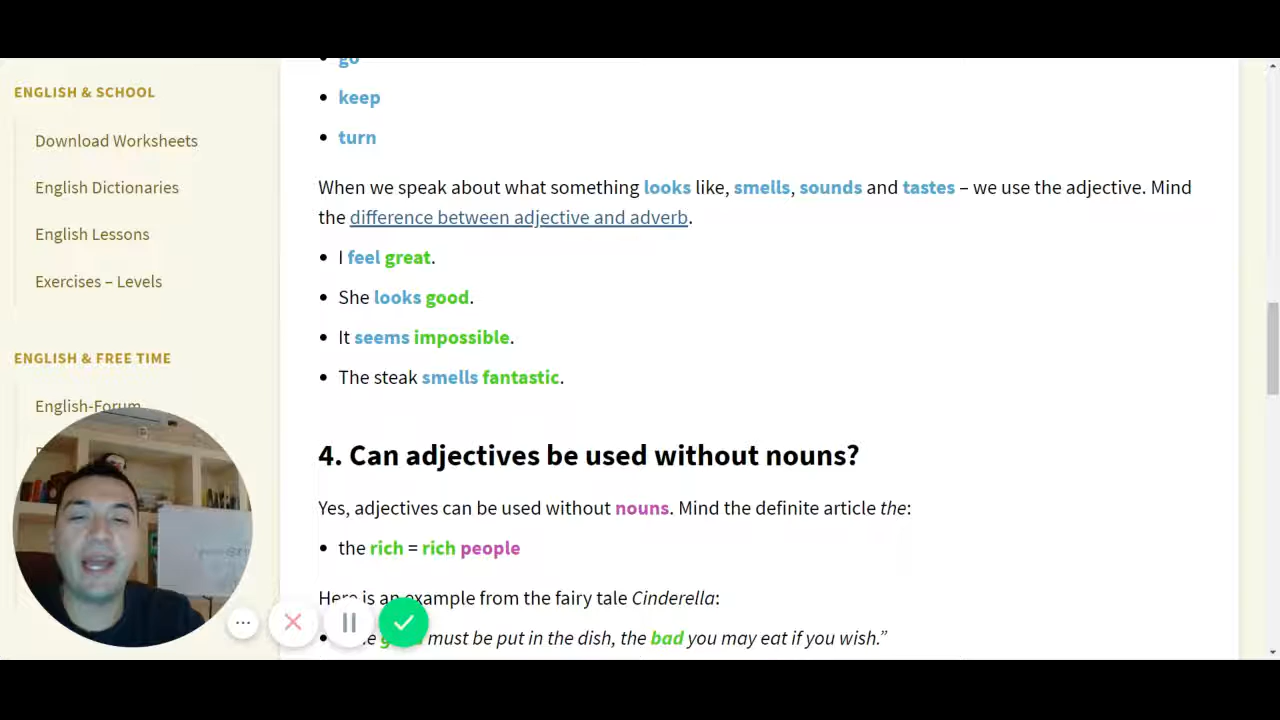 ENGLISH & SCHOOL
Download Worksheets
English Dictionaries
English Lessons
Exercises – Levels
ENGLISH & FREE TIME
English-Forum
go
keep
turn
When we speak about what something looks like, smells, sounds and tastes – we use the adjective. Mind
the difference between adjective and adverb.
I feel great.
She looks good.
It seems impossible.
The steak smells fantastic.
4. Can adjectives be used without nouns?
Yes, adjectives can be used without nouns. Mind the definite article the:
the rich = rich people
Here is an example from the fairy tale Cinderella:
must be put in the dish, the bad you may eat if you wish.”